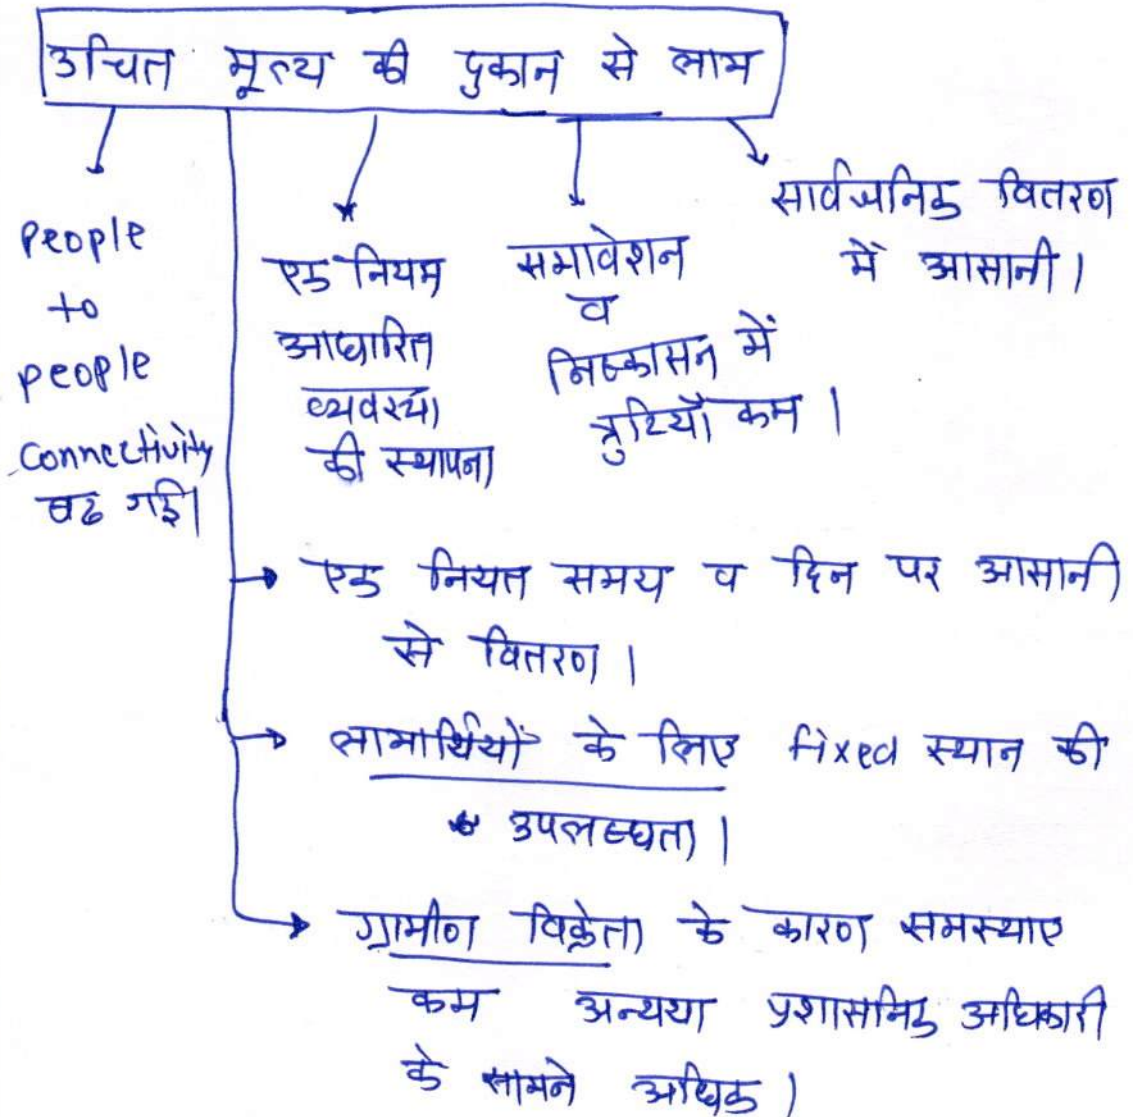 उचित मूल्य की दुकान से लाभ
People
to
people
connectivity
बढ गई।
एक नियम
आधारित
व्यवस्था
की स्थापना
समावेशन
व
निष्कासन में
त्रुटियाँ कम।
सार्वजनिक वितरण
में आसानी।
एक नियत समय व दिन पर आसानी
से वितरण।
लाभार्थियों के लिए fixed स्थान की
उपलब्धता।
ग्रामीण विक्रेता के कारण समस्याए
कम अन्यथा प्रशासनिक अधिकारी
के सामने अधिक।